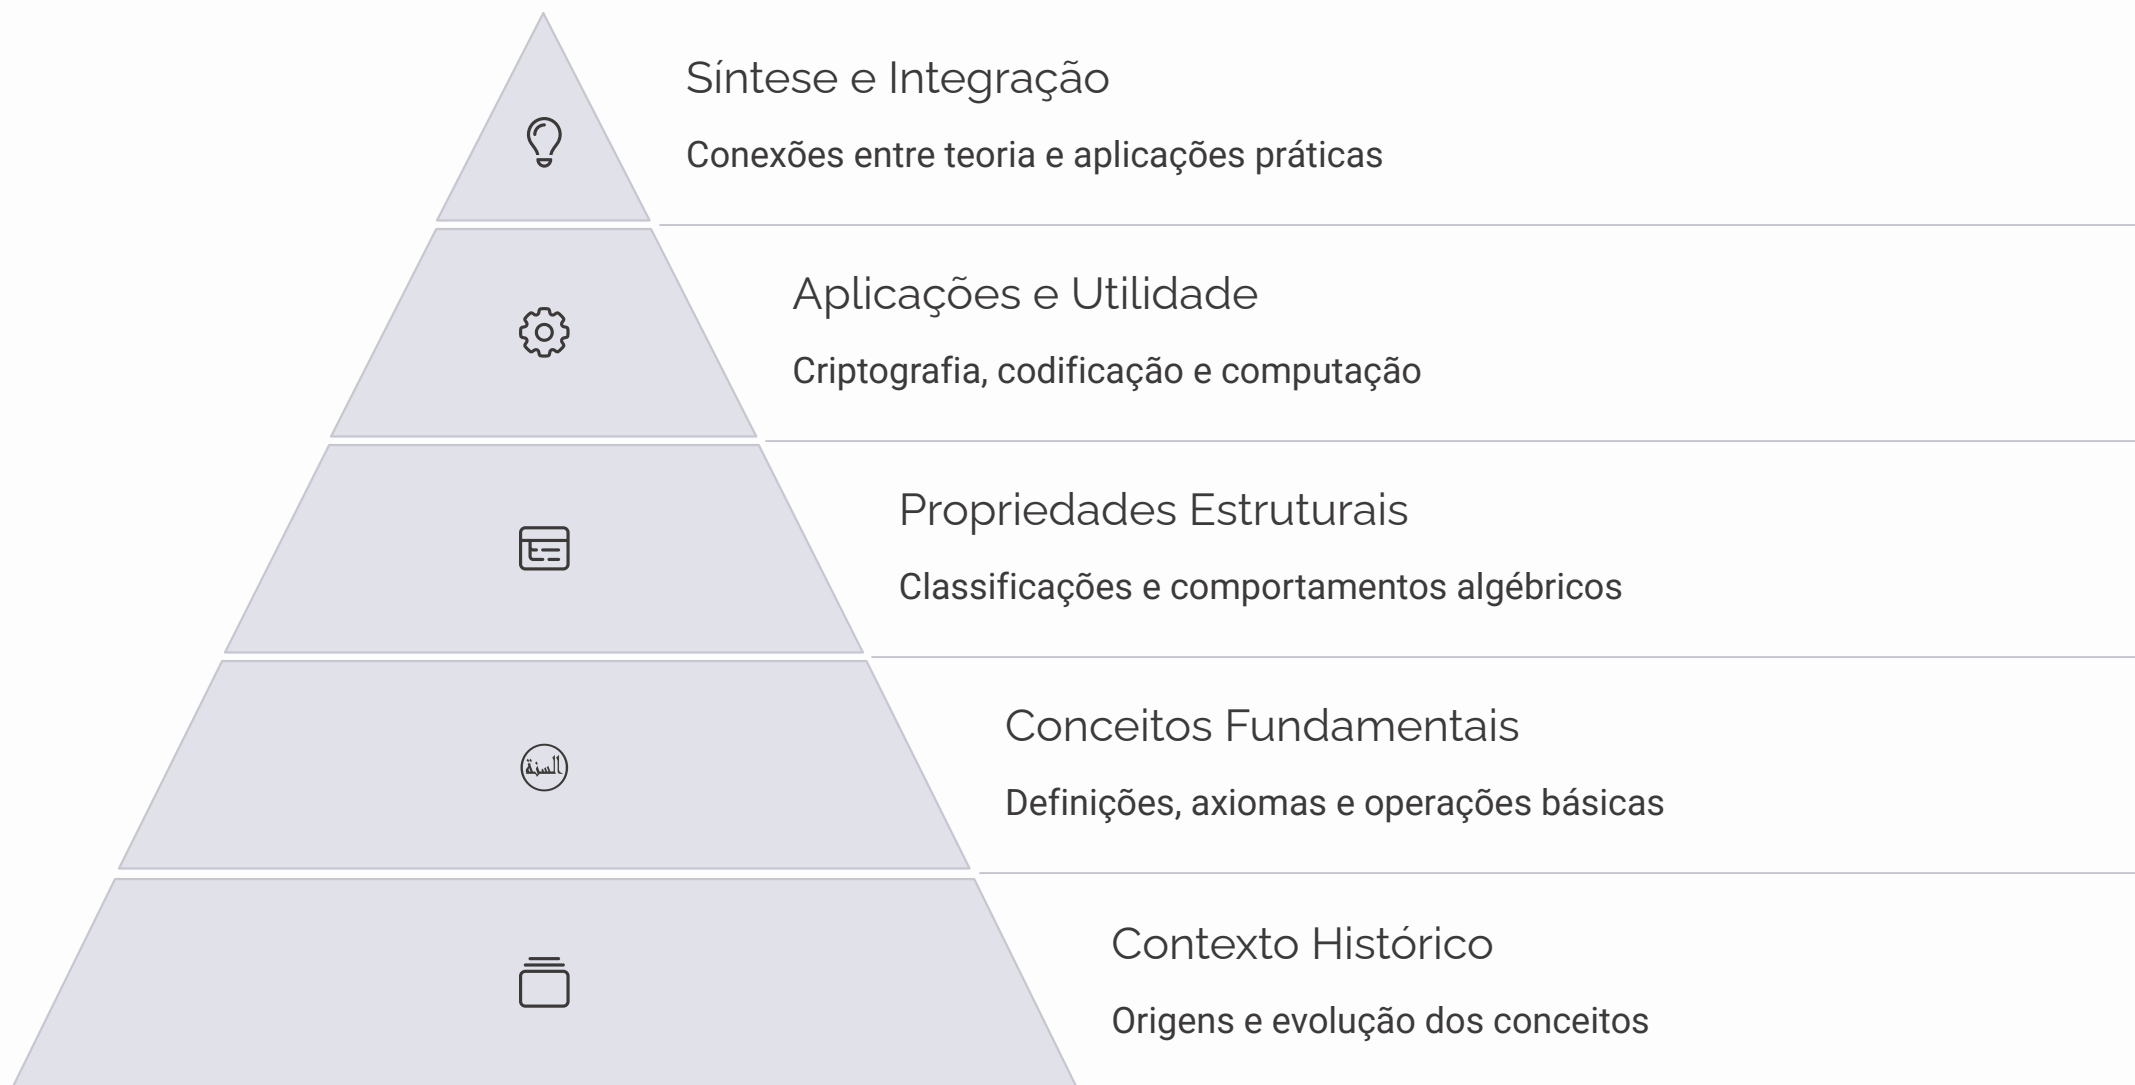 Síntese e Integração
Conexões entre teoria e aplicações práticas
Aplicações e Utilidade
Criptografia, codificação e computação
Propriedades Estruturais
Classificações e comportamentos algébricos
السنة
Conceitos Fundamentais
Definições, axiomas e operações básicas
Contexto Histórico
Origens e evolução dos conceitos